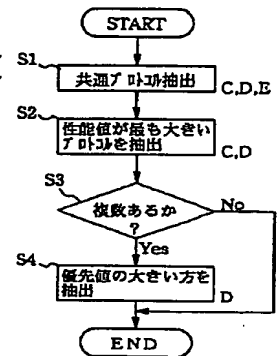 START
S1
共通プロトコル抽出
C,D,E
S2
性能値が最も大きい
プロトコルを抽出
C,D
S3
複数あるか
?
No
Yes
S4
優先値の大きい方を
抽出
D
END